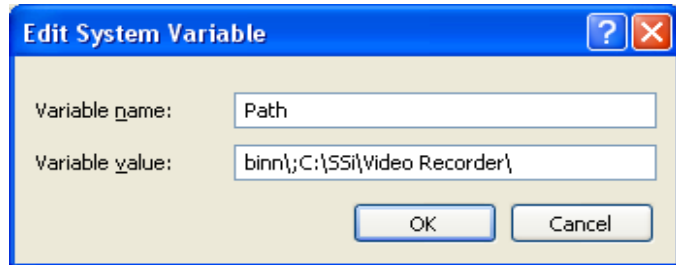 Edit System Variable
Variable name: Path
Variable value: binn\;C:\SSi\Video Recorder\
OK Cancel